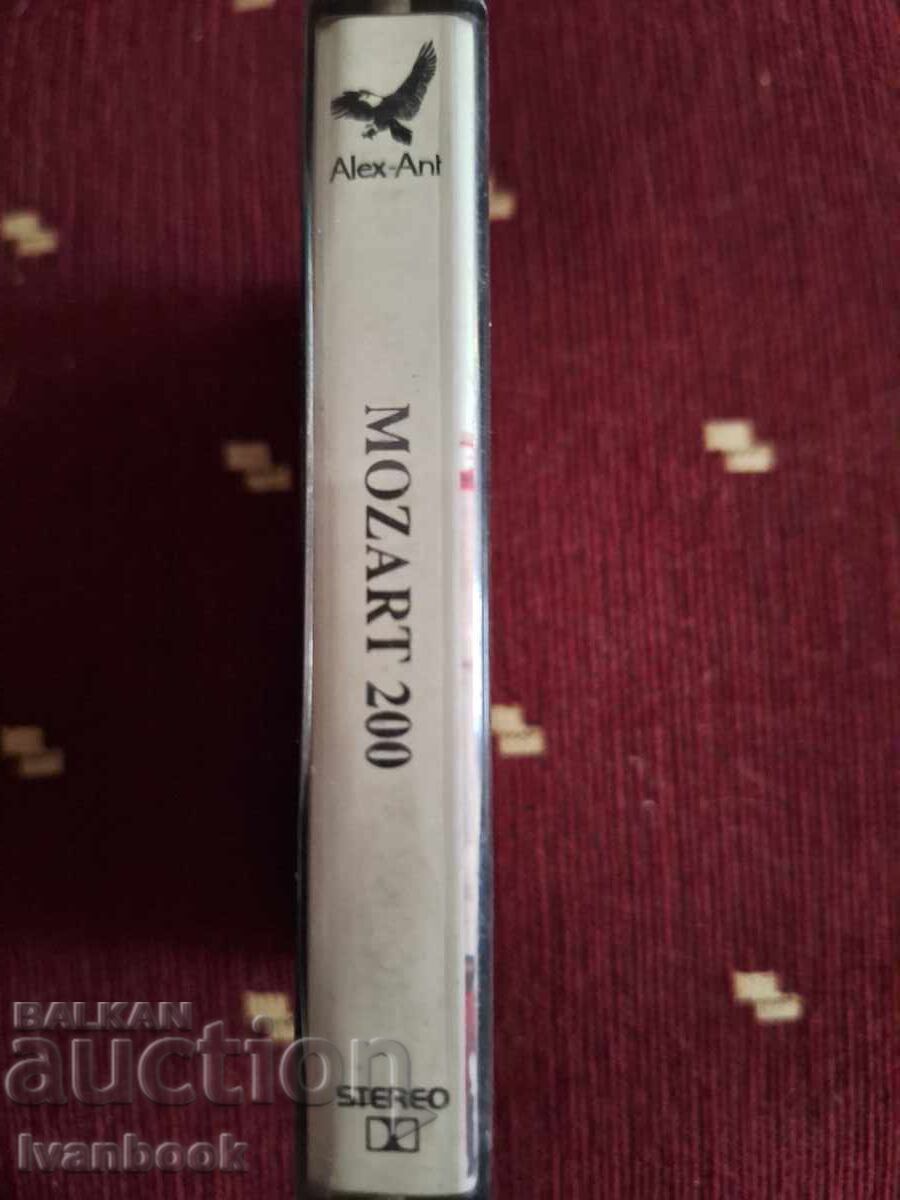 Alex-Ant
MOZART 200
STEREO
BALKAN
auction
Ivanbook